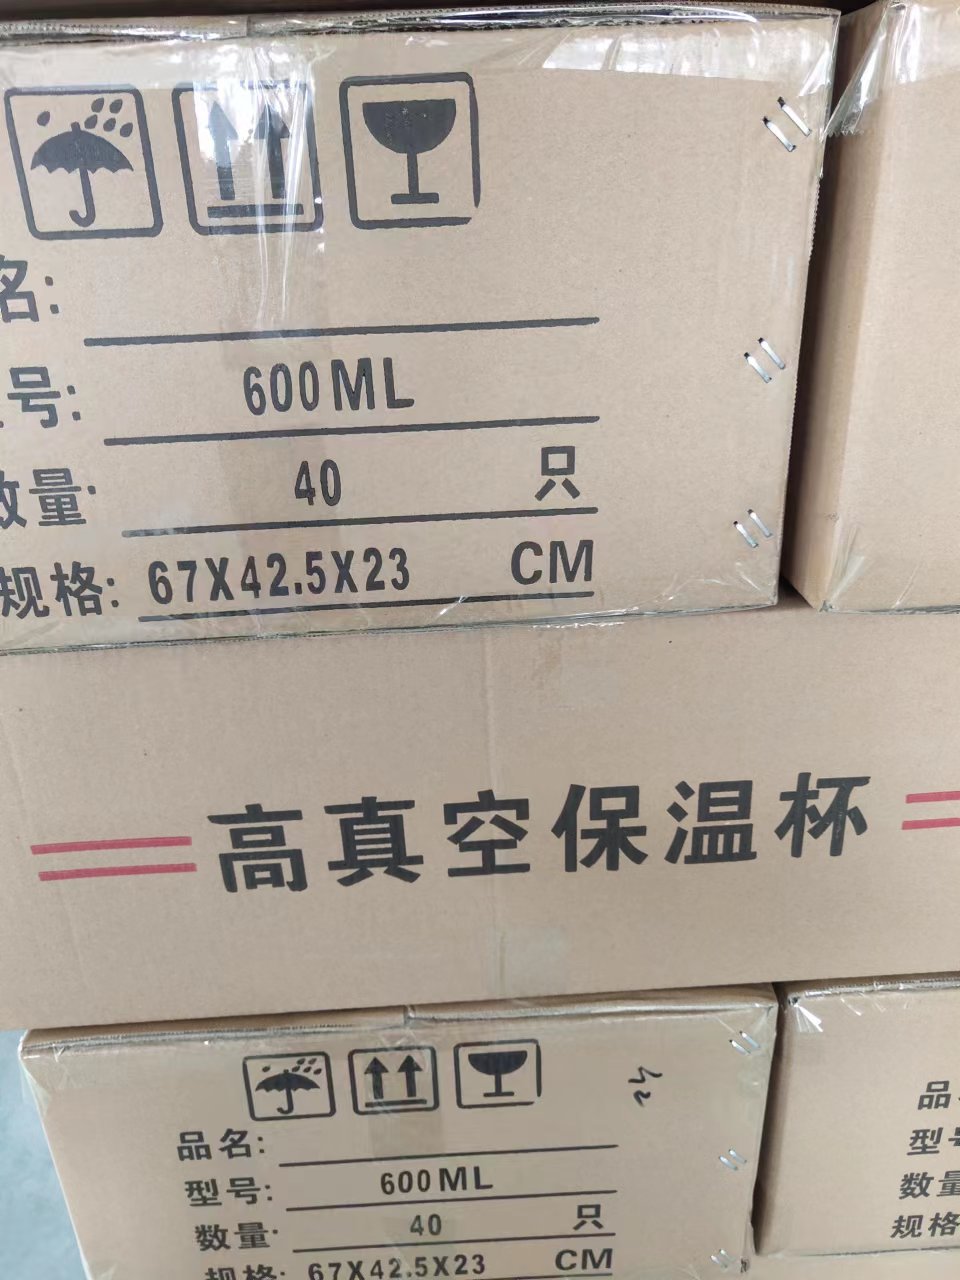 名:
号: 600ML
数量: 40 只
规格: 67X42.5X23 CM
高真空保温杯
品名:
型号: 600ML
数量: 40 只
规格: 67X42.5X23 CM
品
型号
数量
规格